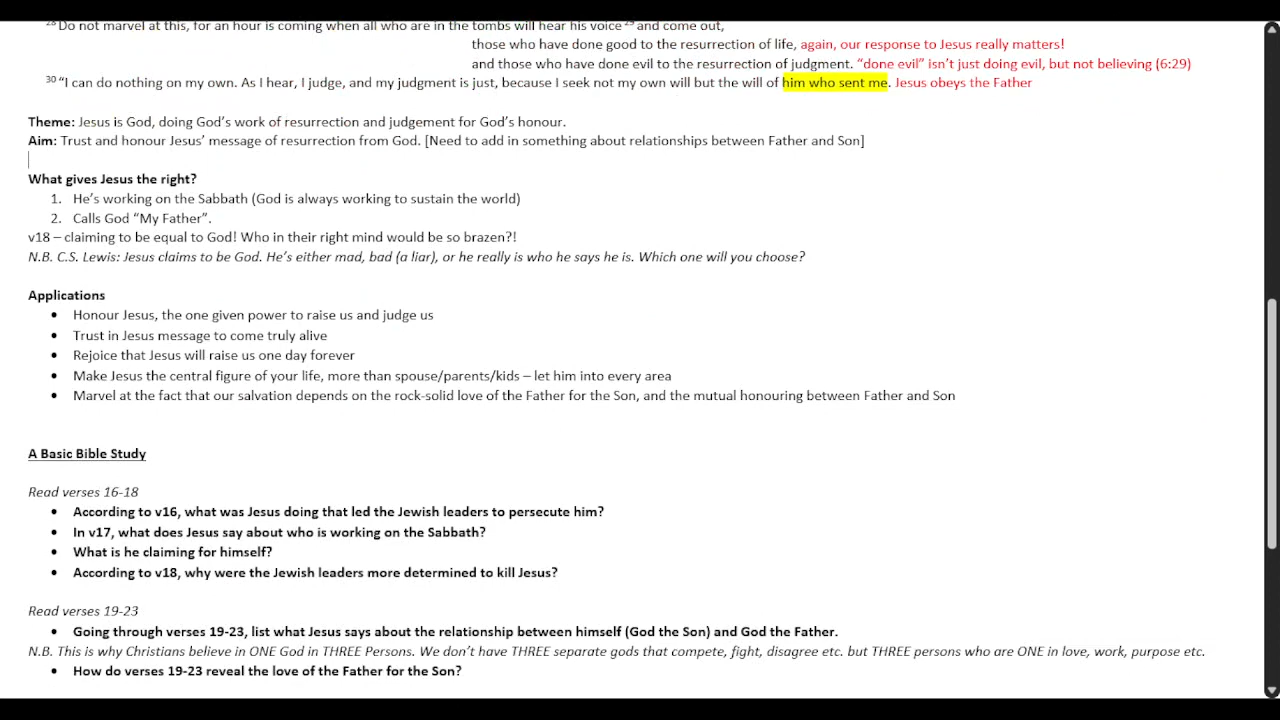 28 Do not marvel at this, for an hour is coming when all who are in the tombs will hear his voice 29 and come out,
those who have done good to the resurrection of life, again, our response to Jesus really matters!
and those who have done evil to the resurrection of judgment. “done evil” isn’t just doing evil, but not believing (6:29)
30 “I can do nothing on my own. As I hear, I judge, and my judgment is just, because I seek not my own will but the will of him who sent me. Jesus obeys the Father
Theme: Jesus is God, doing God’s work of resurrection and judgement for God’s honour.
Aim: Trust and honour Jesus’ message of resurrection from God. [Need to add in something about relationships between Father and Son]
What gives Jesus the right?
1. He’s working on the Sabbath (God is always working to sustain the world)
2. Calls God “My Father”.
v18 – claiming to be equal to God! Who in their right mind would be so brazen?!
N.B. C.S. Lewis: Jesus claims to be God. He’s either mad, bad (a liar), or he really is who he says he is. Which one will you choose?
Applications
• Honour Jesus, the one given power to raise us and judge us
• Trust in Jesus message to come truly alive
• Rejoice that Jesus will raise us one day forever
• Make Jesus the central figure of your life, more than spouse/parents/kids – let him into every area
• Marvel at the fact that our salvation depends on the rock-solid love of the Father for the Son, and the mutual honouring between Father and Son
A Basic Bible Study
Read verses 16-18
• According to v16, what was Jesus doing that led the Jewish leaders to persecute him?
• In v17, what does Jesus say about who is working on the Sabbath?
• What is he claiming for himself?
• According to v18, why were the Jewish leaders more determined to kill Jesus?
Read verses 19-23
• Going through verses 19-23, list what Jesus says about the relationship between himself (God the Son) and God the Father.
N.B. This is why Christians believe in ONE God in THREE Persons. We don’t have THREE separate gods that compete, fight, disagree etc. but THREE persons who are ONE in love, work, purpose etc.
• How do verses 19-23 reveal the love of the Father for the Son?